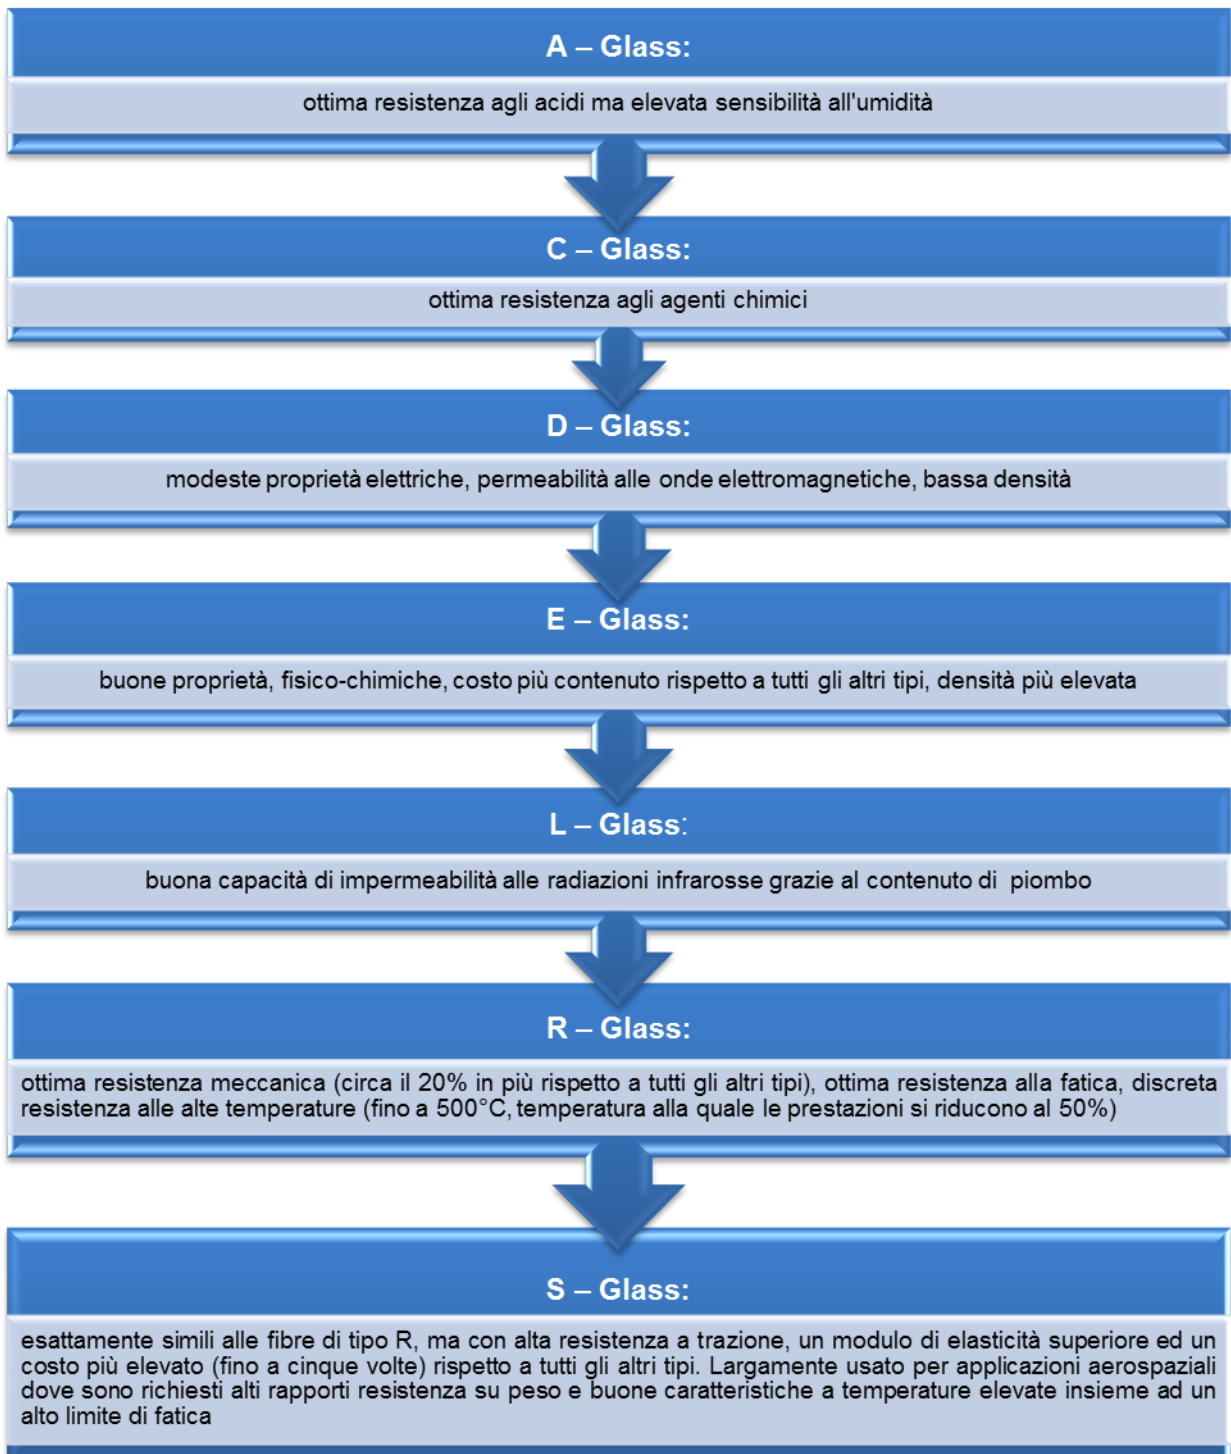 A – Glass:
ottima resistenza agli acidi ma elevata sensibilità all'umidità
C – Glass:
ottima resistenza agli agenti chimici
D – Glass:
modeste proprietà elettriche, permeabilità alle onde elettromagnetiche, bassa densità
E – Glass:
buone proprietà, fisico-chimiche, costo più contenuto rispetto a tutti gli altri tipi, densità più elevata
L – Glass:
buona capacità di impermeabilità alle radiazioni infrarosse grazie al contenuto di piombo
R – Glass:
ottima resistenza meccanica (circa il 20% in più rispetto a tutti gli altri tipi), ottima resistenza alla fatica, discreta
resistenza alle alte temperature (fino a 500°C, temperatura alla quale le prestazioni si riducono al 50%)
S – Glass:
esattamente simili alle fibre di tipo R, ma con alta resistenza a trazione, un modulo di elasticità superiore ed un
costo più elevato (fino a cinque volte) rispetto a tutti gli altri tipi. Largamente usato per applicazioni aerospaziali
dove sono richiesti alti rapporti resistenza su peso e buone caratteristiche a temperature elevate insieme ad un
alto limite di fatica